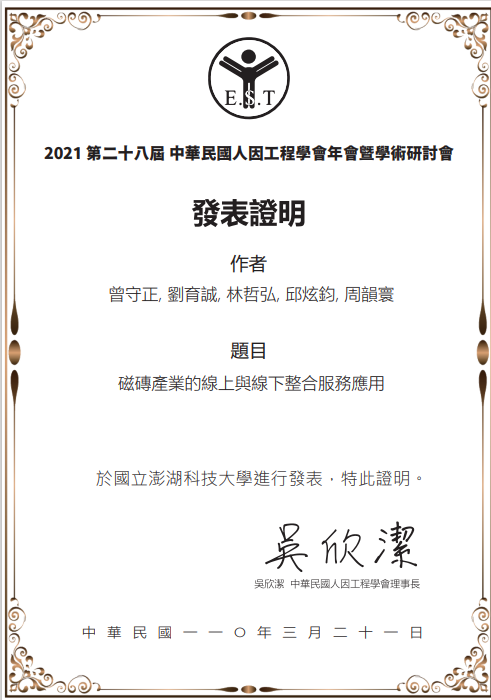 E.S.T
2021 第二十八屆 中華民國人因工程學會年會暨學術研討會
發表證明
作者
曾守正, 劉育誠, 林哲弘, 邱炫鈞, 周韻寰
題目
磁磚產業的線上與線下整合服務應用
於國立澎湖科技大學進行發表，特此證明。
吳欣潔
吳欣潔 中華民國人因工程學會理事長
中華民國一一〇年三月二十一日